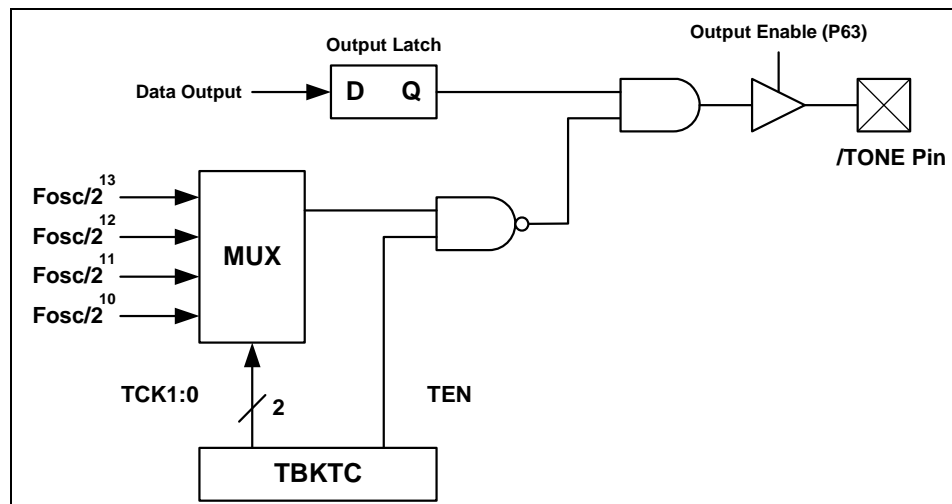 Output Enable (P63)
Output Latch
Data Output
D Q
/TONE Pin
Fosc/2^13
Fosc/2^12
Fosc/2^11
Fosc/2^10
MUX
TCK1:0
2
TEN
TBKTC